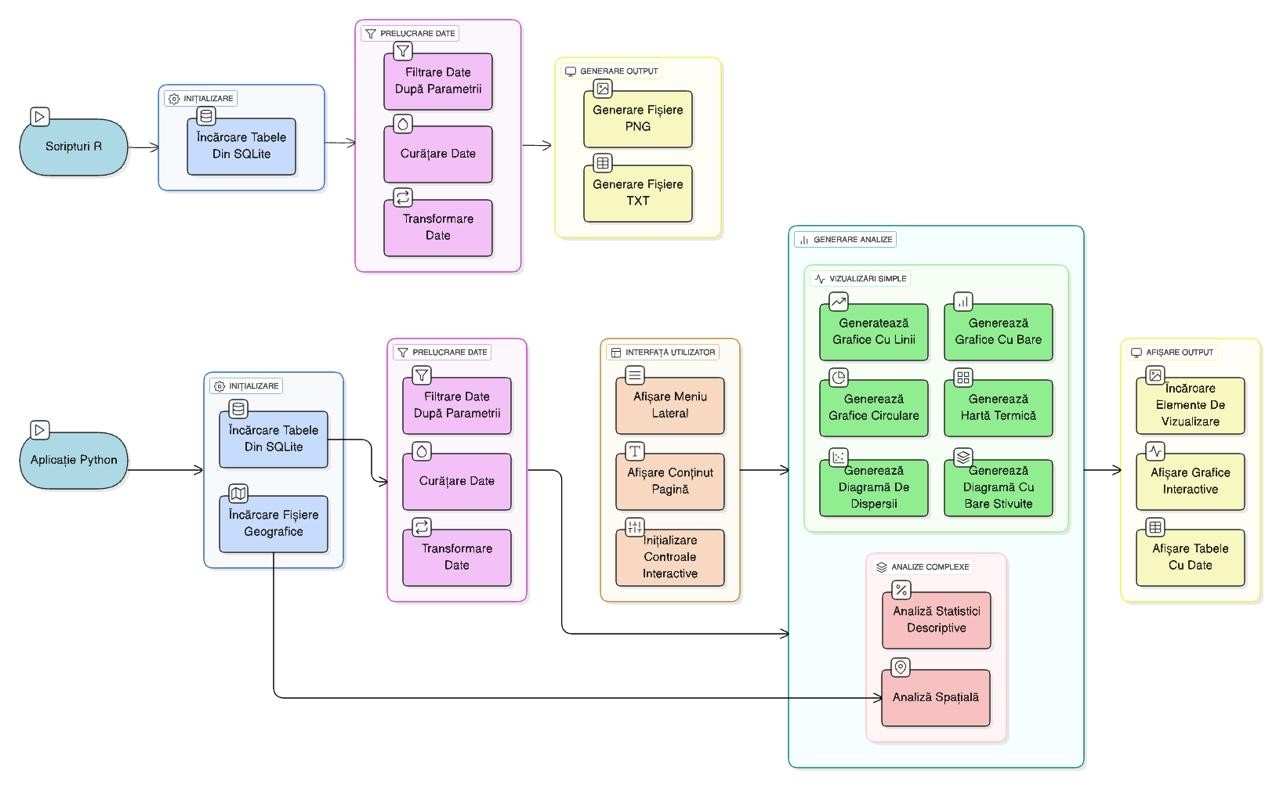 PRELUCRARE DATE
Filtrare Date
După Parametrii
Curățare Date
Transformare
Date
GENERARE OUTPUT
Generare Fișiere
PNG
Generare Fișiere
TXT
INIȚIALIZARE
Încărcare Tabele
Din SQLite
Scripturi R
GENERARE ANALIZE
VIZUALIZĂRI SIMPLE
Generatează
Grafice Cu Linii
Generează
Grafice Cu Bare
Generează
Grafice Circulare
Generează
Hartă Termică
Generează
Diagramă De
Dispersii
Generează
Diagramă Cu
Bare Stivuite
ANALIZE COMPLEXE
Analiză Statistici
Descriptive
Analiză Spațială
PRELUCRARE DATE
Filtrare Date
După Parametrii
Curățare Date
Transformare
Date
INTERFAȚĂ UTILIZATOR
Afișare Meniu
Lateral
Afișare Conținut
Pagină
Inițializare
Controale
Interactive
AFIȘARE OUTPUT
Încărcare
Elemente De
Vizualizare
Afișare Grafice
Interactive
Afișare Tabele
Cu Date
INIȚIALIZARE
Încărcare Tabele
Din SQLite
Încărcare Fișiere
Geografice
Aplicație Python